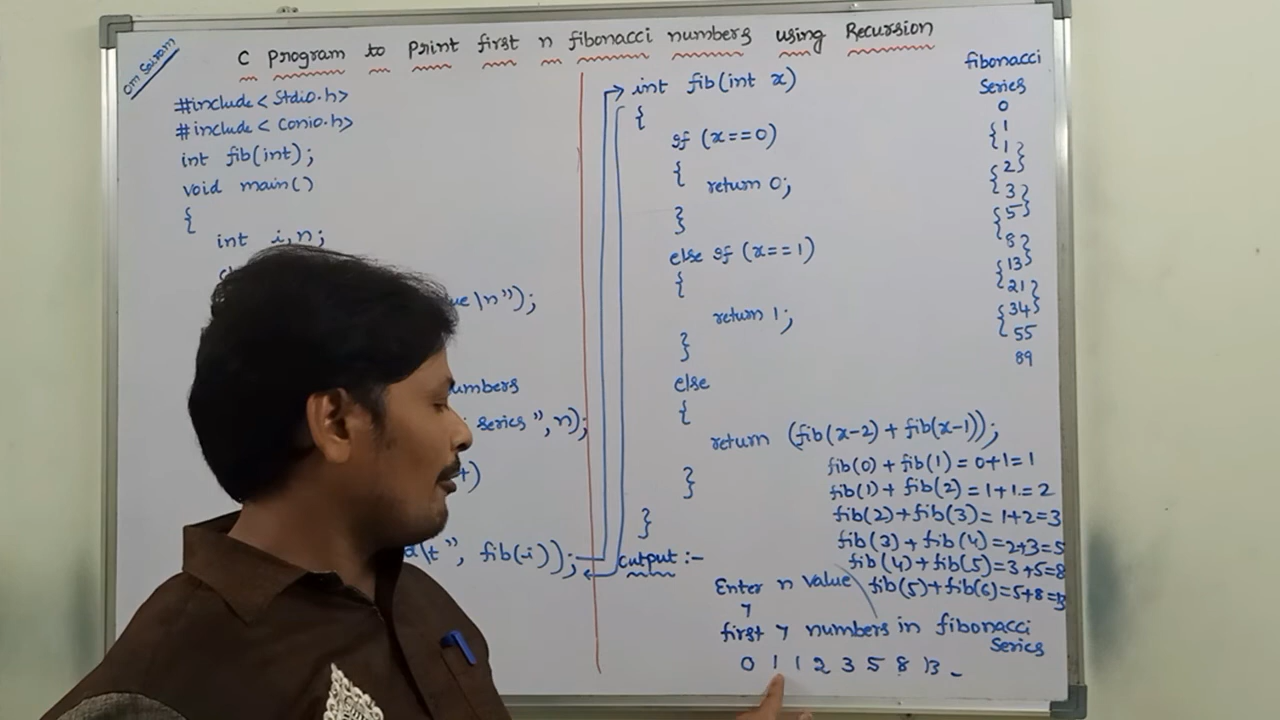 Om Sairam
C Program to Print first n fibonacci numbers using Recursion
#include < Stdio.h>
#include < Conio.h>
int fib(int);
void main()
{
int i,n;
\n");
umbers
series", n);
\t", fib(i));
int fib(int x)
{
if (x==0)
{
return 0;
}
else if (x==1)
{
return 1;
}
else
{
return (fib(x-2) + fib(x-1));
fib(0) + fib(1) = 0+1=1
fib(1) + fib(2) = 1+1=2
fib(2) + fib(3) = 1+2=3
fib(3) + fib(4) = 2+3=5
fib(4) + fib(5) = 3+5=8
fib(5) + fib(6) = 5+8=13
}
}
Output :-
Enter n value
7
first 7 numbers in fibonacci
Series
0 1 1 2 3 5 8 13 -
fibonacci
Series
0
1
1
2
3
5
8
13
21
34
55
89